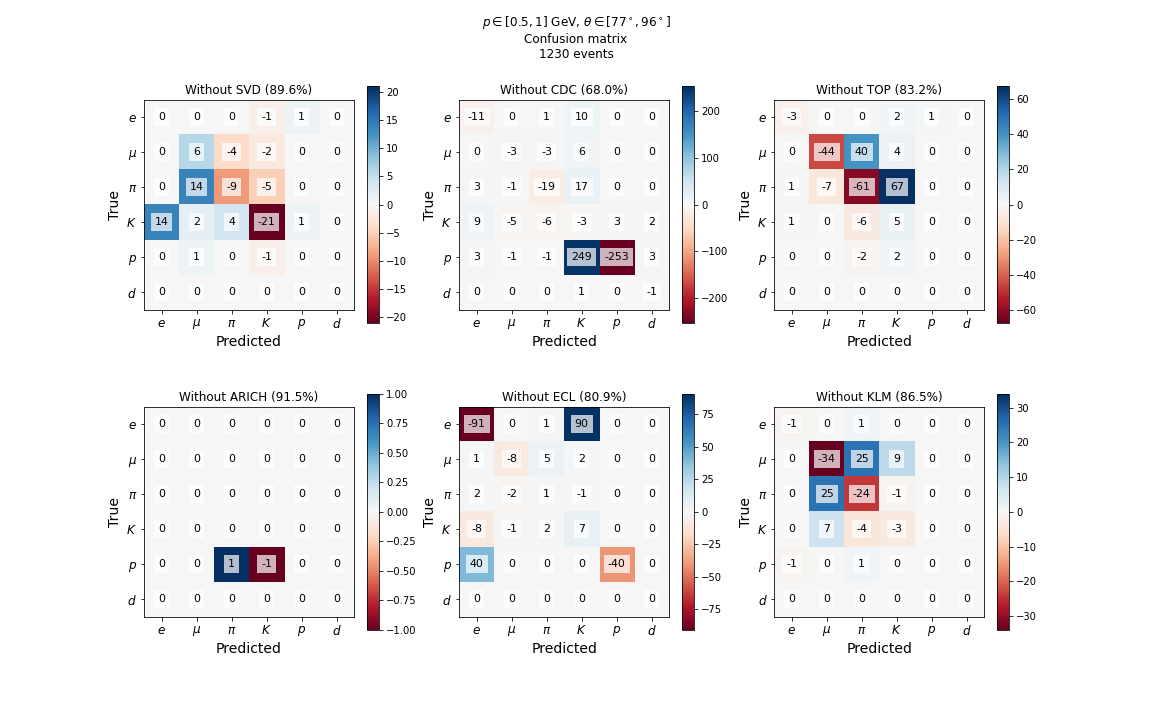 p ∈ [0.5, 1] GeV, θ ∈ [77°, 96°]
Confusion matrix
1230 events
Without SVD (89.6%)
e 0 0 0 -1 1 0
μ 0 6 -4 -2 0 0
π 0 14 -9 -5 0 0
K 14 2 4 -21 1 0
p 0 1 0 -1 0 0
d 0 0 0 0 0 0
e μ π K p d
Predicted
True
20
15
10
5
0
−5
−10
−15
−20
Without CDC (68.0%)
e -11 0 1 10 0 0
μ 0 -3 -3 6 0 0
π 3 -1 -19 17 0 0
K 9 -5 -6 -3 3 2
p 3 -1 -1 249 -253 3
d 0 0 0 1 0 -1
e μ π K p d
Predicted
True
200
100
0
−100
−200
Without TOP (83.2%)
e -3 0 0 2 1 0
μ 0 -44 40 4 0 0
π 1 -7 -61 67 0 0
K 1 0 -6 5 0 0
p 0 0 -2 2 0 0
d 0 0 0 0 0 0
e μ π K p d
Predicted
True
60
40
20
0
−20
−40
−60
Without ARICH (91.5%)
e 0 0 0 0 0 0
μ 0 0 0 0 0 0
π 0 0 0 0 0 0
K 0 0 0 0 0 0
p 0 0 1 -1 0 0
d 0 0 0 0 0 0
e μ π K p d
Predicted
True
1.00
0.75
0.50
0.25
0.00
−0.25
−0.50
−0.75
−1.00
Without ECL (80.9%)
e -91 0 1 90 0 0
μ 1 -8 5 2 0 0
π 2 -2 1 -1 0 0
K -8 -1 2 7 0 0
p 40 0 0 0 -40 0
d 0 0 0 0 0 0
e μ π K p d
Predicted
True
75
50
25
0
−25
−50
−75
Without KLM (86.5%)
e -1 0 1 0 0 0
μ 0 -34 25 9 0 0
π 0 25 -24 -1 0 0
K 0 7 -4 -3 0 0
p -1 0 1 0 0 0
d 0 0 0 0 0 0
e μ π K p d
Predicted
True
30
20
10
0
−10
−20
−30